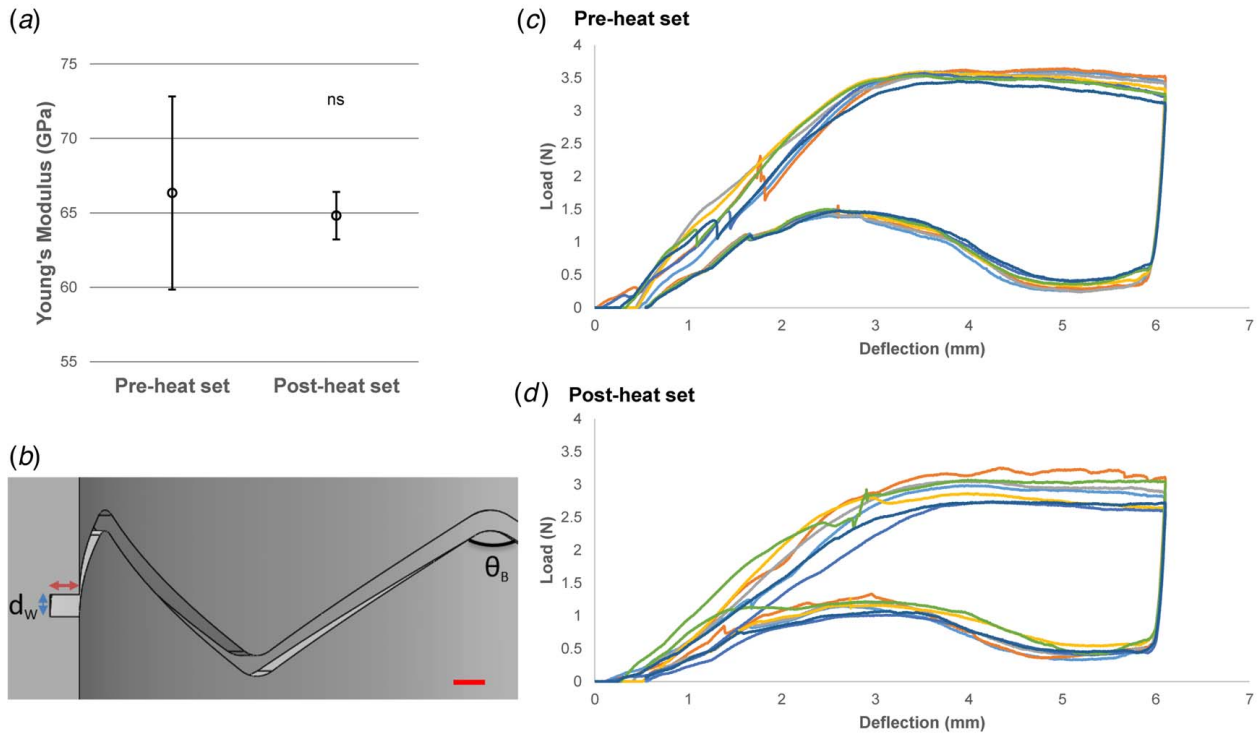 (a)
75
70
65
60
55
Young's Modulus (GPa)
ns
Pre-heat set
Post-heat set
(b)
dW
θB
(c) Pre-heat set
4
3.5
3
2.5
2
1.5
1
0.5
0
Load (N)
0 1 2 3 4 5 6 7
Deflection (mm)
(d) Post-heat set
4
3.5
3
2.5
2
1.5
1
0.5
0
Load (N)
0 1 2 3 4 5 6 7
Deflection (mm)